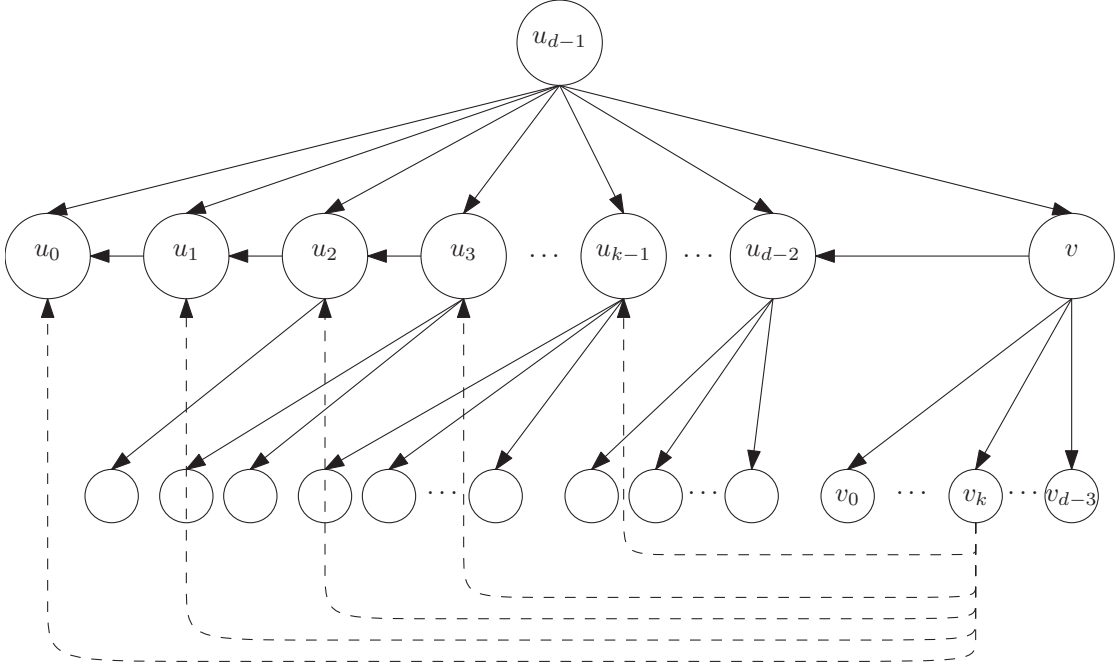 u_{d−1}
u_0 u_1 u_2 u_3 ··· u_{k−1} ··· u_{d−2} v
··· v_0 ··· v_k ··· v_{d−3}